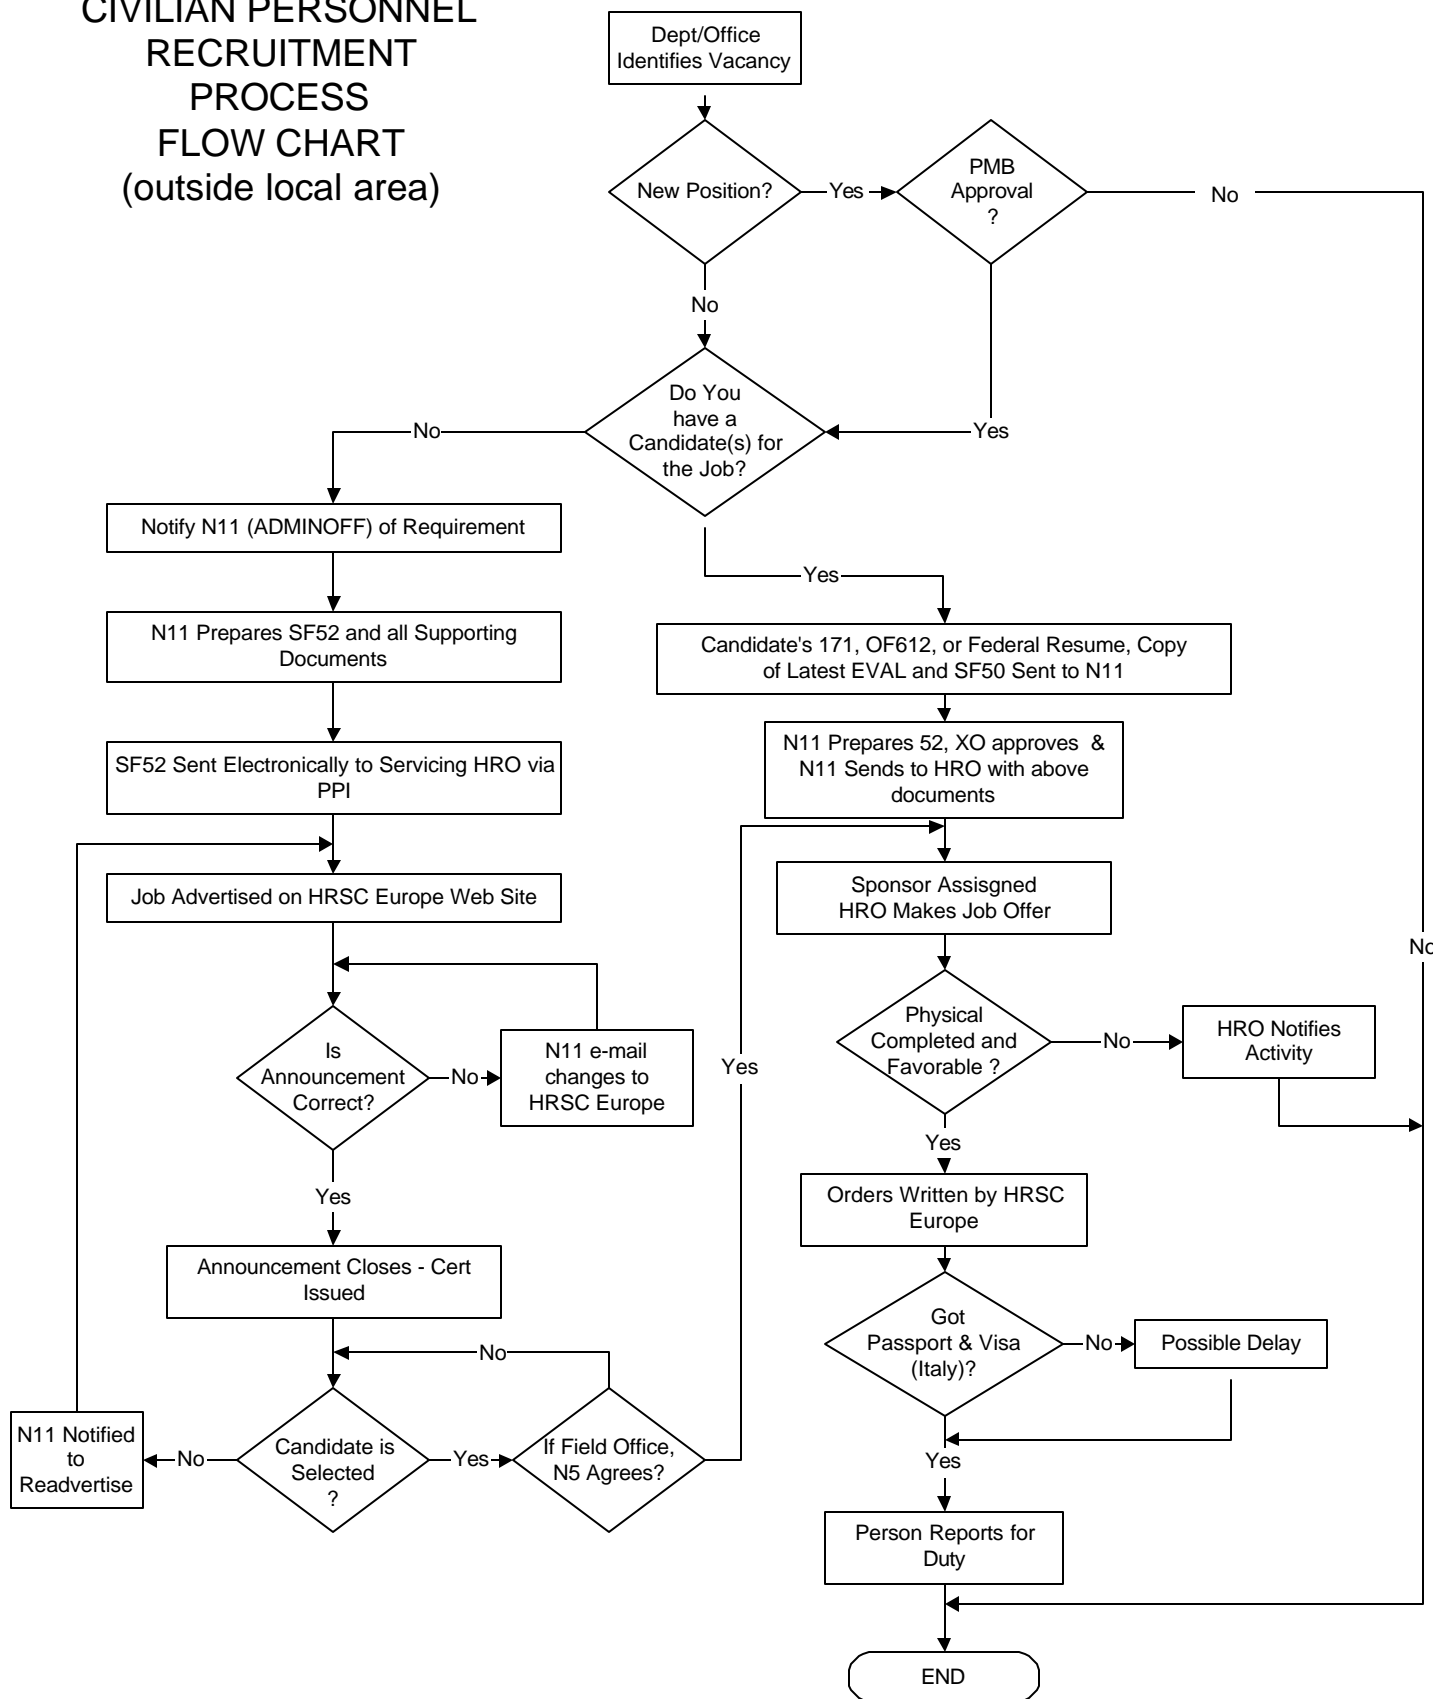 CIVILIAN PERSONNEL
RECRUITMENT
PROCESS
FLOW CHART
(outside local area)
Dept/Office
Identifies Vacancy
New Position?
Yes
PMB
Approval
?
No
No
Do You
have a
Candidate(s) for
the Job?
No
Yes
Notify N11 (ADMINOFF) of Requirement
Yes
N11 Prepares SF52 and all Supporting
Documents
Candidate's 171, OF612, or Federal Resume, Copy
of Latest EVAL and SF50 Sent to N11
SF52 Sent Electronically to Servicing HRO via
PPI
N11 Prepares 52, XO approves &
N11 Sends to HRO with above
documents
Job Advertised on HRSC Europe Web Site
Sponsor Assisgned
HRO Makes Job Offer
No
Is
Announcement
Correct?
No
N11 e-mail
changes to
HRSC Europe
Yes
Physical
Completed and
Favorable ?
No
HRO Notifies
Activity
Yes
Yes
Orders Written by HRSC
Europe
Announcement Closes - Cert
Issued
Got
Passport & Visa
(Italy)?
No
Possible Delay
No
N11 Notified
to
Readvertise
No
Candidate is
Selected
?
Yes
If Field Office,
N5 Agrees?
Yes
Person Reports for
Duty
END